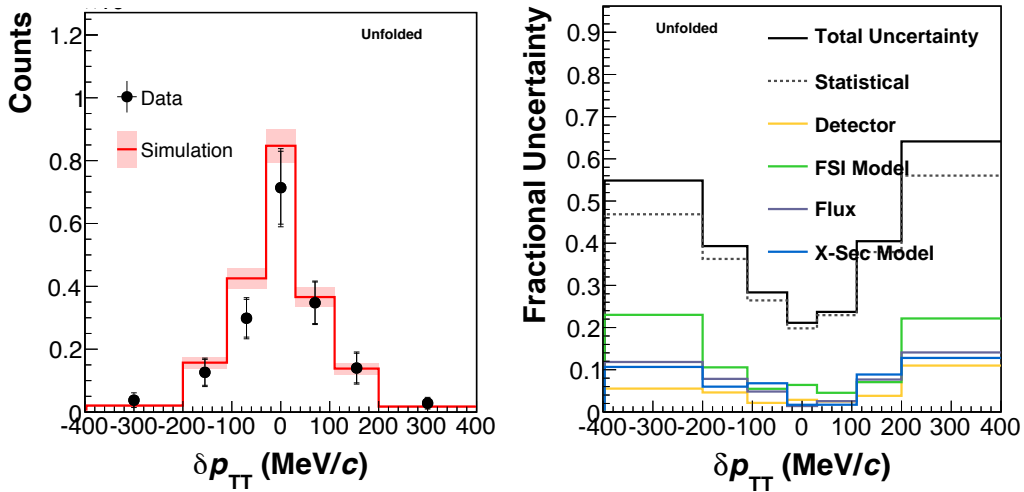 Counts
1.2
1
0.8
0.6
0.4
0.2
0
Unfolded
Data
Simulation
-400 -300 -200 -100 0 100 200 300 400
δp_TT (MeV/c)
Fractional Uncertainty
0.9
0.8
0.7
0.6
0.5
0.4
0.3
0.2
0.1
0
Unfolded
Total Uncertainty
Statistical
Detector
FSI Model
Flux
X-Sec Model
-400 -300 -200 -100 0 100 200 300 400
δp_TT (MeV/c)